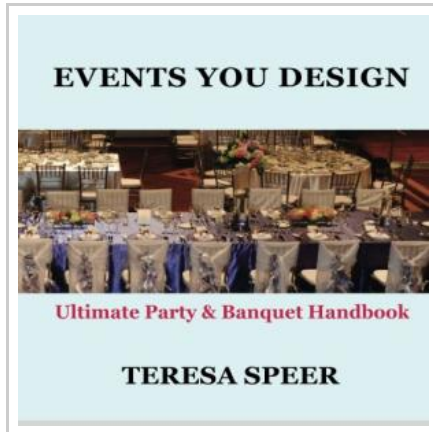 EVENTS YOU DESIGN
Ultimate Party & Banquet Handbook
TERESA SPEER